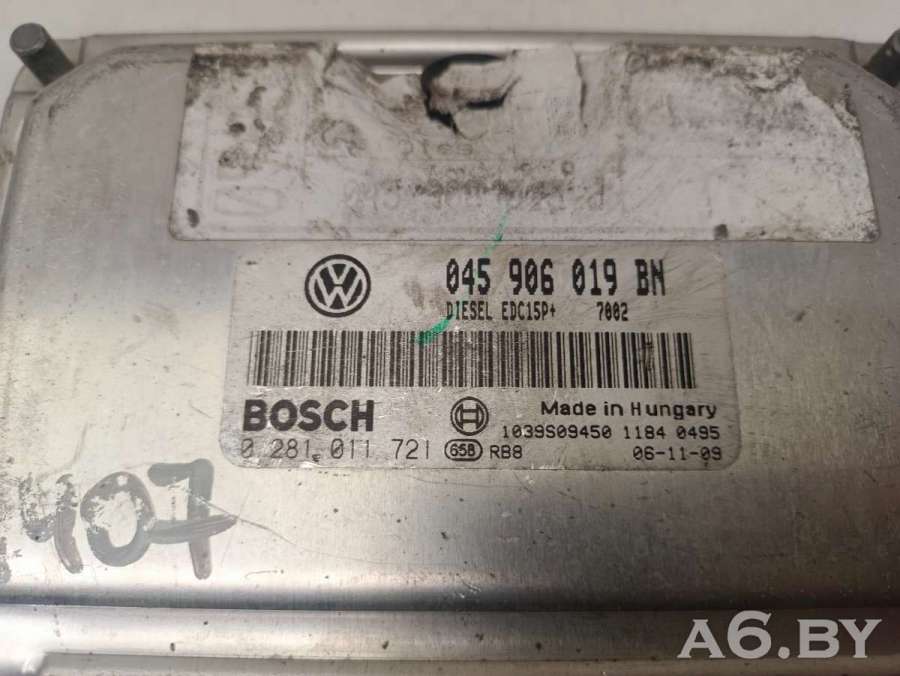 045 906 019 BN
DIESEL EDC15P+ 7002
BOSCH
Made in Hungary
1039S09450 1184 0495
0 281 011 721 658 RB8 06-11-09
407
A6.BY